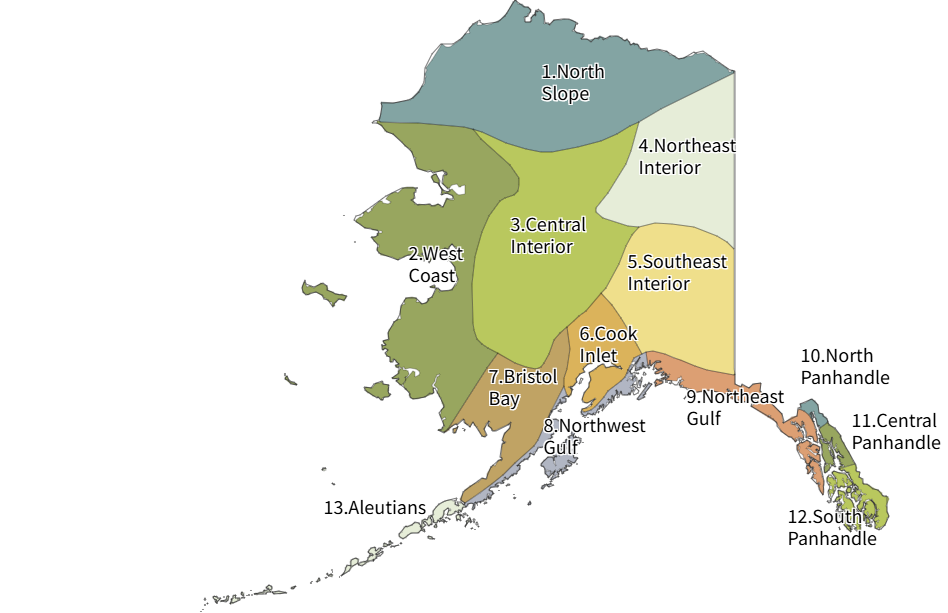 1.North
Slope
4.Northeast
Interior
3.Central
Interior
2.West
Coast
5.Southeast
Interior
6.Cook
Inlet
10.North
Panhandle
7.Bristol
Bay
9.Northeast
Gulf
11.Central
Panhandle
8.Northwest
Gulf
13.Aleutians
12.South
Panhandle